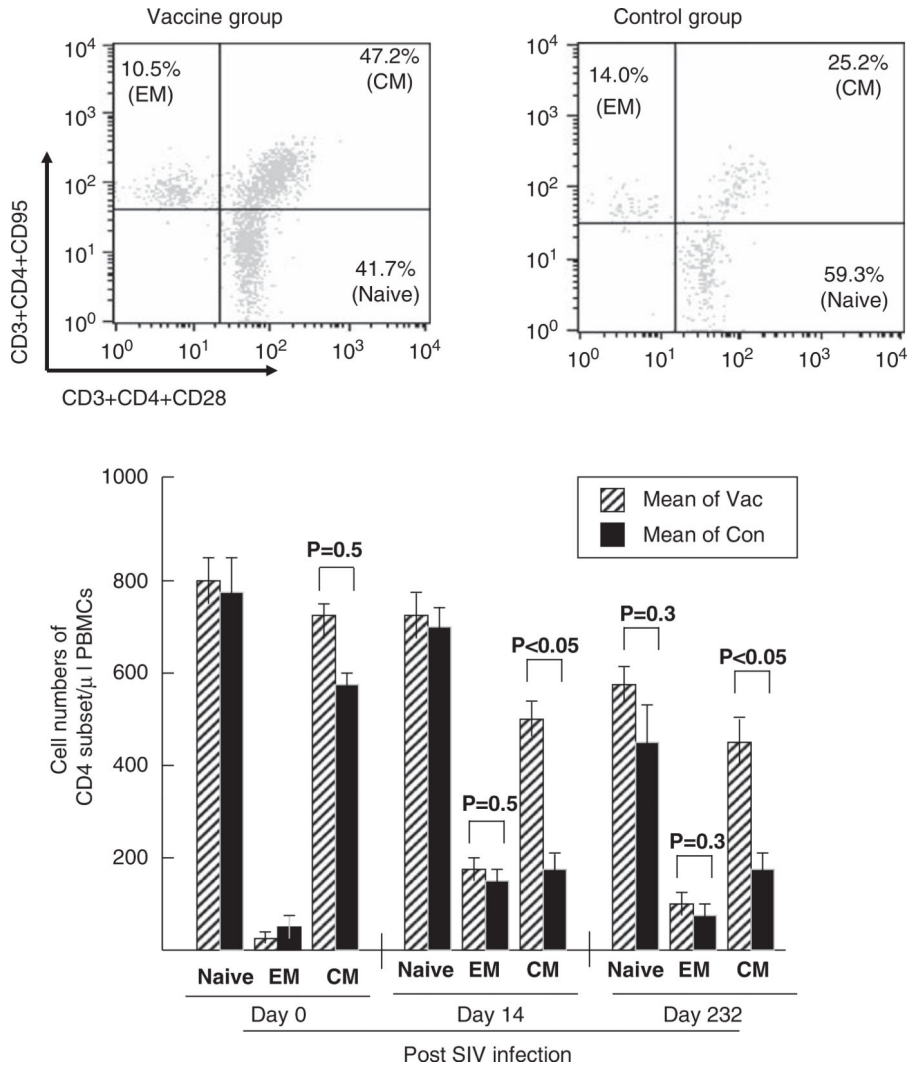 Vaccine group
Control group
10^4
10^3
10^2
10^1
10^0
10.5%
(EM)
47.2%
(CM)
41.7%
(Naive)
10^0 10^1 10^2 10^3 10^4
10^4
10^3
10^2
10^1
10^0
14.0%
(EM)
25.2%
(CM)
59.3%
(Naive)
10^0 10^1 10^2 10^3 10^4
CD3+CD4+CD95
CD3+CD4+CD28
Cell numbers of
CD4 subset/μ l PBMCs
1000
800
600
400
200
Mean of Vac
Mean of Con
P=0.5
P=0.5
P<0.05
P=0.3
P=0.3
P<0.05
Naive EM CM Naive EM CM Naive EM CM
Day 0 Day 14 Day 232
Post SIV infection